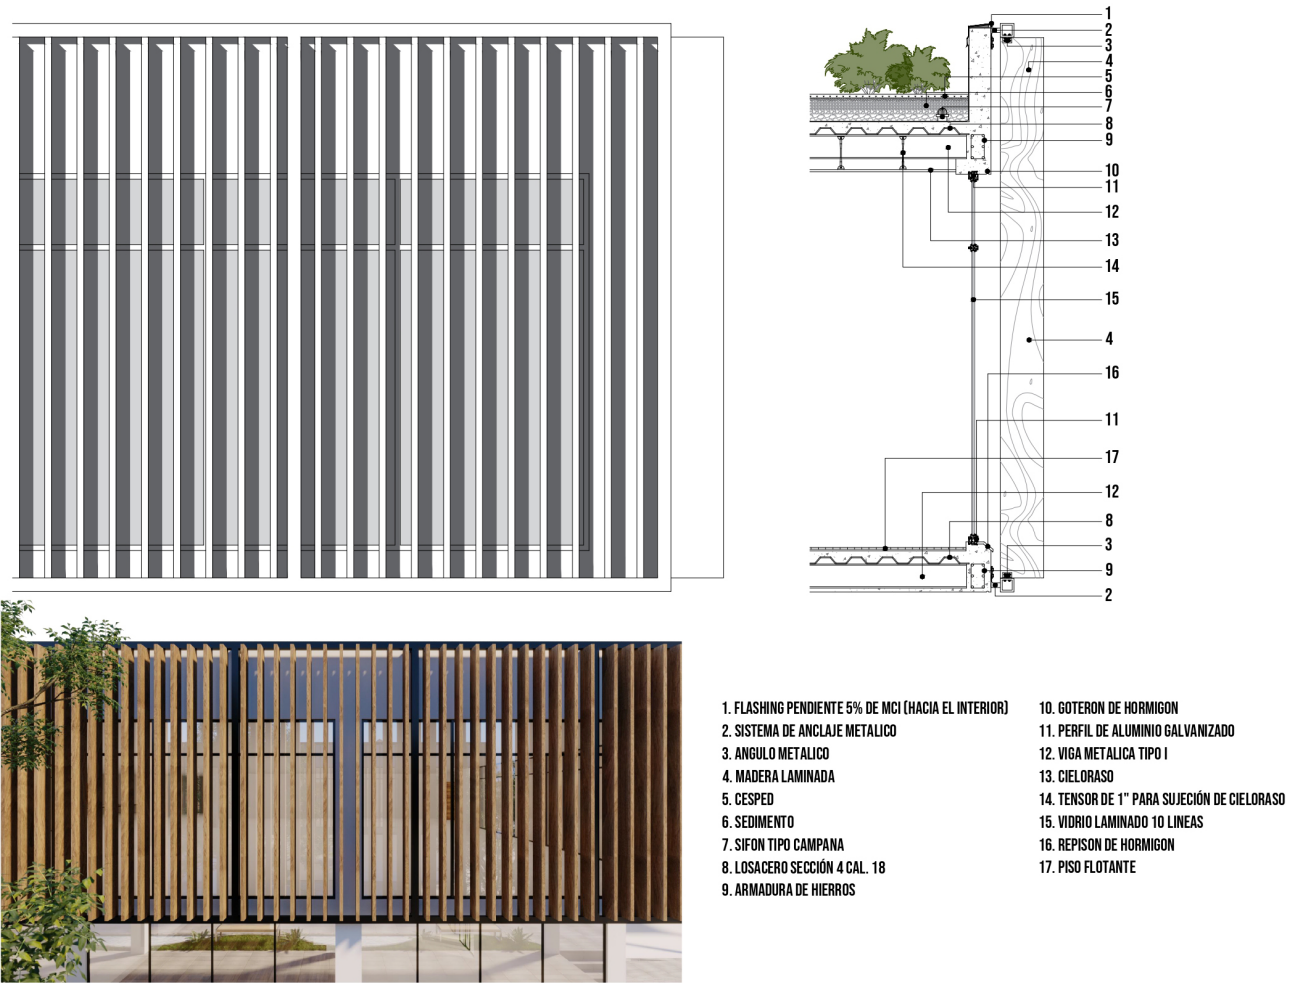 1
2
3
4
5
6
7
8
9
10
11
12
13
14
15
4
16
11
17
12
8
3
9
2
1. FLASHING PENDIENTE 5% DE MCI (HACIA EL INTERIOR)
2. SISTEMA DE ANCLAJE METALICO
3. ANGULO METALICO
4. MADERA LAMINADA
5. CESPED
6. SEDIMENTO
7. SIFON TIPO CAMPANA
8. LOSACERO SECCIÓN 4 CAL. 18
9. ARMADURA DE HIERROS
10. GOTERON DE HORMIGON
11. PERFIL DE ALUMINIO GALVANIZADO
12. VIGA METALICA TIPO I
13. CIELORASO
14. TENSOR DE 1" PARA SUJECIÓN DE CIELORASO
15. VIDRIO LAMINADO 10 LINEAS
16. REPISON DE HORMIGON
17. PISO FLOTANTE